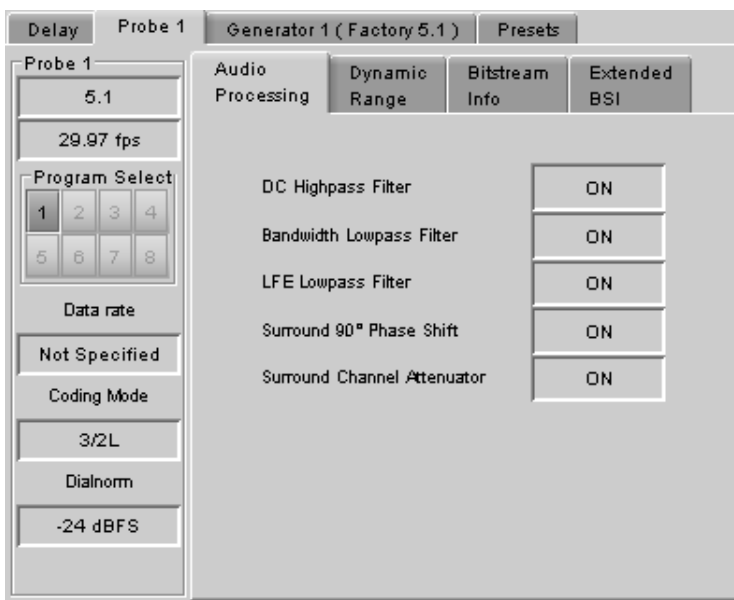 Delay
Probe 1
Generator 1 ( Factory 5.1 )
Presets
Probe 1
5.1
29.97 fps
Program Select
1 2 3 4
5 6 7 8
Data rate
Not Specified
Coding Mode
3/2L
Dialnorm
-24 dBFS
Audio
Processing
Dynamic
Range
Bitstream
Info
Extended
BSI
DC Highpass Filter ON
Bandwidth Lowpass Filter ON
LFE Lowpass Filter ON
Surround 90° Phase Shift ON
Surround Channel Attenuator ON